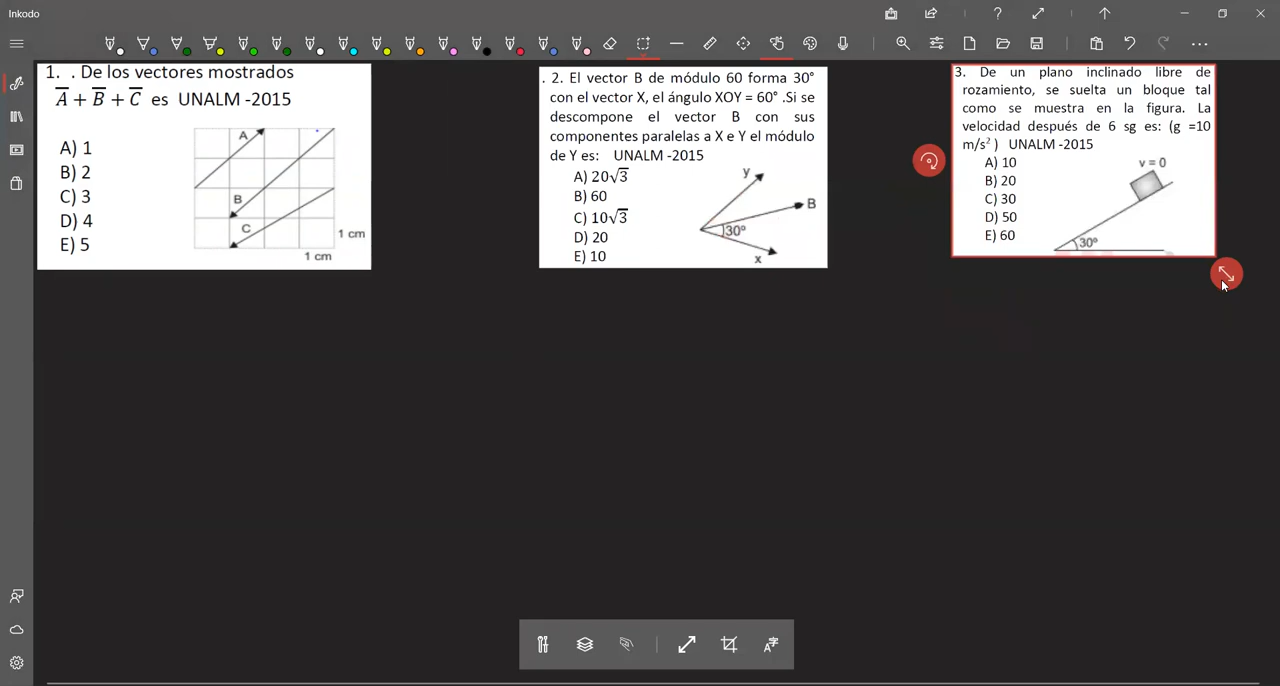 Inkodo
1. . De los vectores mostrados
A + B + C es UNALM -2015
A) 1
B) 2
C) 3
D) 4
E) 5
A
B
C
1 cm
1 cm
. 2. El vector B de módulo 60 forma 30°
con el vector X, el ángulo XOY = 60° .Si se
descompone el vector B con sus
componentes paralelas a X e Y el módulo
de Y es: UNALM -2015
A) 20√3
B) 60
C) 10√3
D) 20
E) 10
y
B
30°
x
3. De un plano inclinado libre de
rozamiento, se suelta un bloque tal
como se muestra en la figura. La
velocidad después de 6 sg es: (g =10
m/s² ) UNALM -2015
A) 10
B) 20
C) 30
D) 50
E) 60
v = 0
30°